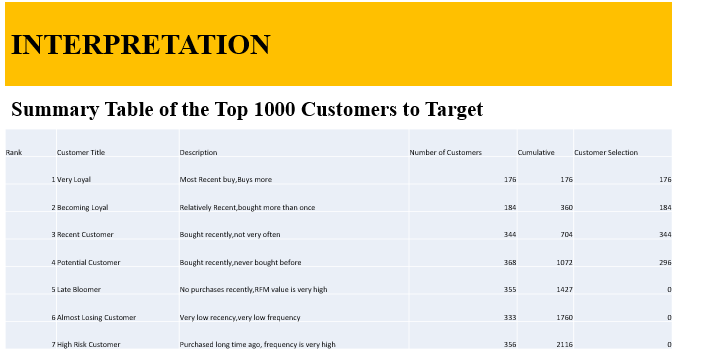 INTERPRETATION
Summary Table of the Top 1000 Customers to Target
Rank Customer Title Description Number of Customers Cumulative Customer Selection
1 Very Loyal Most Recent buy,Buys more 176 176 176
2 Becoming Loyal Relatively Recent,bought more than once 184 360 184
3 Recent Customer Bought recently,not very often 344 704 344
4 Potential Customer Bought recently,never bought before 368 1072 296
5 Late Bloomer No purchases recently,RFM value is very high 355 1427 0
6 Almost Losing Customer Very low recency,very low frequency 333 1760 0
7 High Risk Customer Purchased long time ago, frequency is very high 356 2116 0